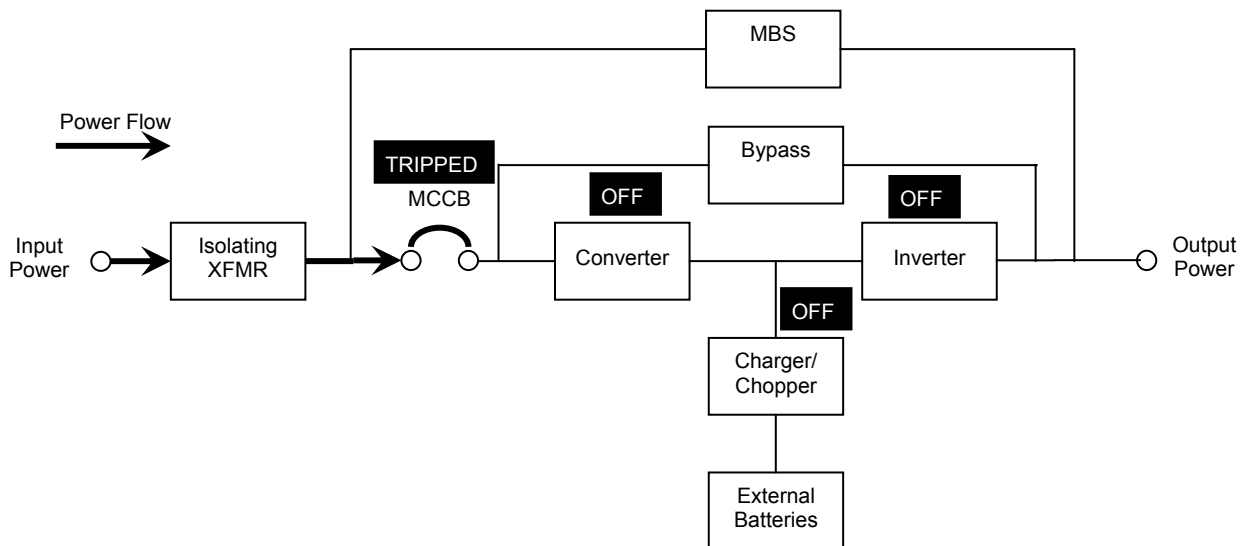 MBS
Power Flow
Bypass
TRIPPED
MCCB
OFF
OFF
Input
Power
Isolating
XFMR
Converter
Inverter
Output
Power
OFF
Charger/
Chopper
External
Batteries